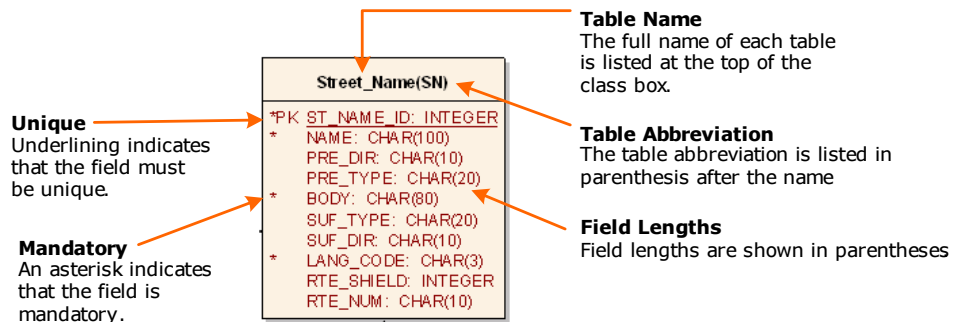 Table Name
The full name of each table
is listed at the top of the
class box.
Street_Name(SN)
*PK ST_NAME_ID: INTEGER
* NAME: CHAR(100)
PRE_DIR: CHAR(10)
PRE_TYPE: CHAR(20)
* BODY: CHAR(80)
SUF_TYPE: CHAR(20)
SUF_DIR: CHAR(10)
* LANG_CODE: CHAR(3)
RTE_SHIELD: INTEGER
RTE_NUM: CHAR(10)
Unique
Underlining indicates
that the field must
be unique.
Mandatory
An asterisk indicates
that the field is
mandatory.
Table Abbreviation
The table abbreviation is listed in
parenthesis after the name
Field Lengths
Field lengths are shown in parentheses